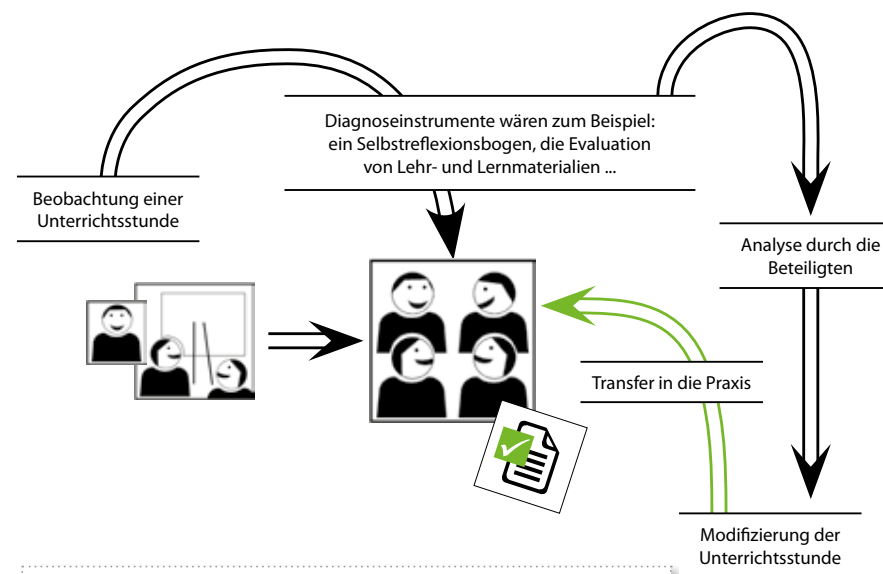 Diagnoseinstrumente wären zum Beispiel:
ein Selbstreflexionsbogen, die Evaluation
von Lehr- und Lernmaterialien ...
Beobachtung einer
Unterrichtsstunde
Analyse durch die
Beteiligten
Transfer in die Praxis
Modifizierung der
Unterrichtsstunde